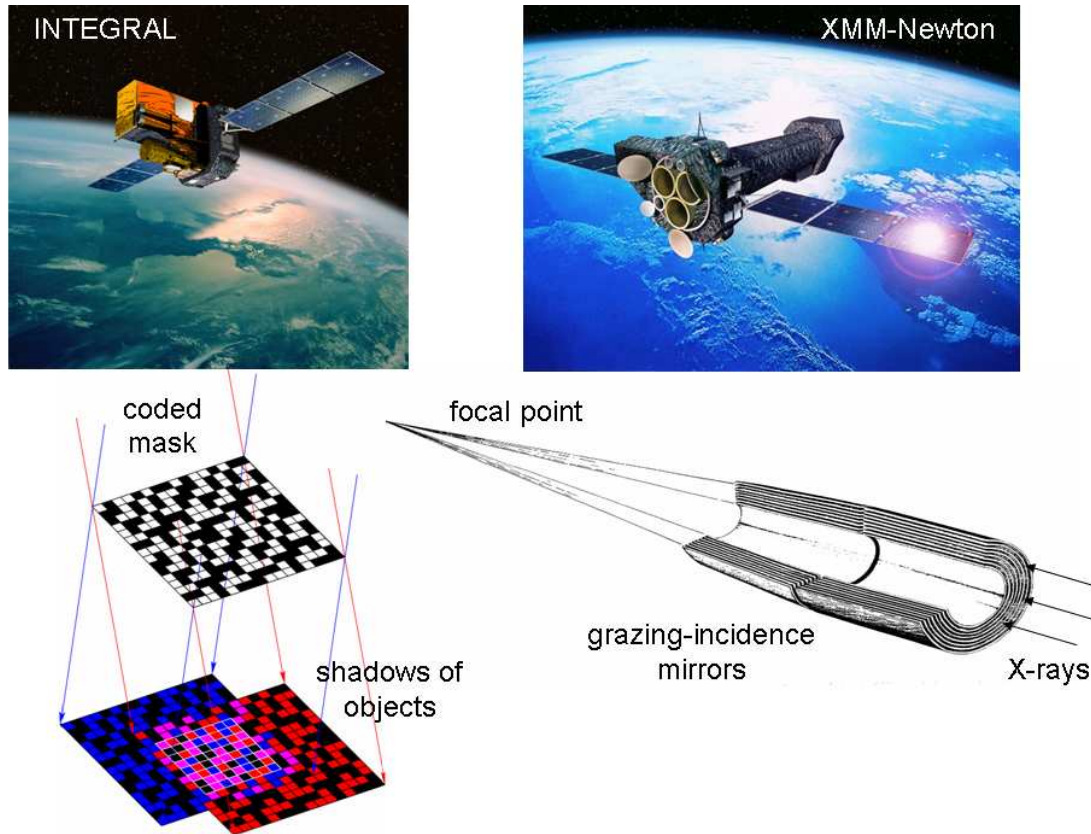 INTEGRAL
XMM-Newton
coded
mask
focal point
grazing-incidence
mirrors
X-rays
shadows of
objects